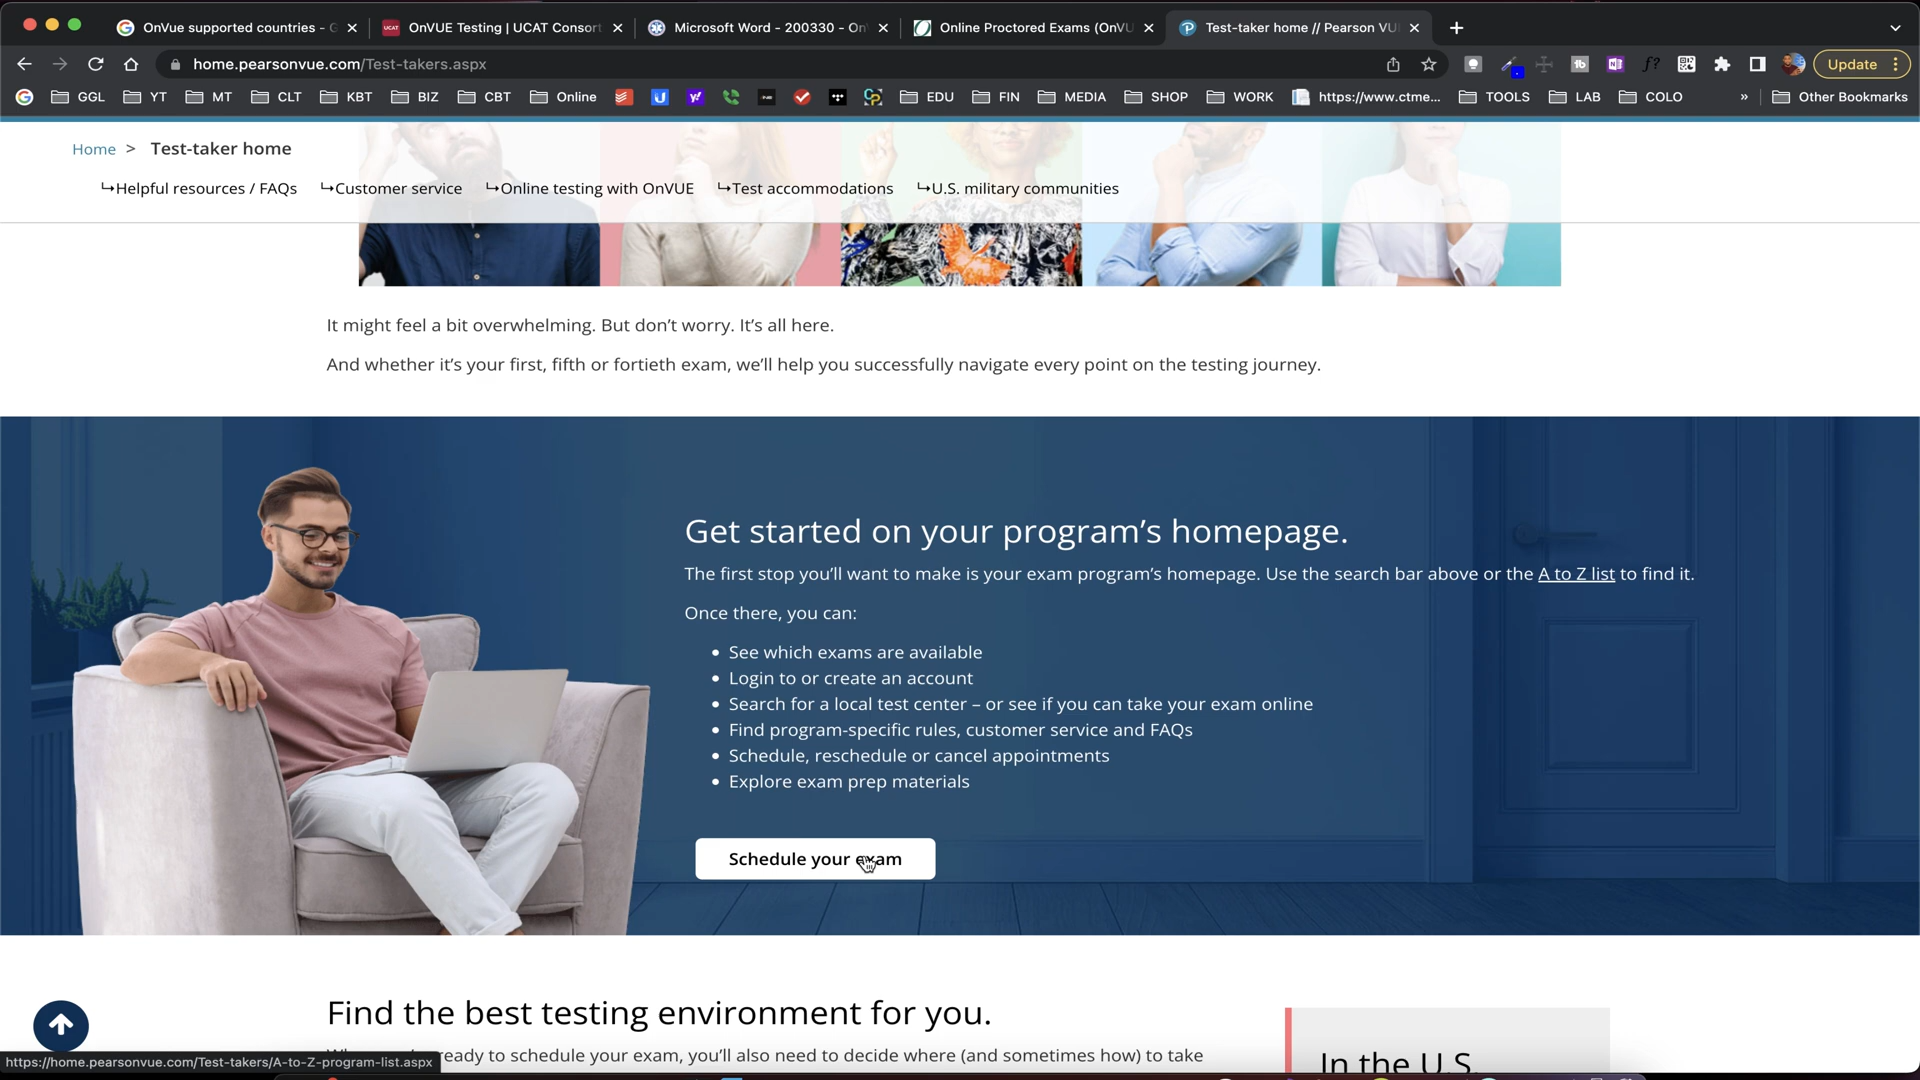 OnVue supported countries - G
OnVUE Testing | UCAT Consort
Microsoft Word - 200330 - On
Online Proctored Exams (OnVU
Test-taker home // Pearson VU
home.pearsonvue.com/Test-takers.aspx
Update
GGL YT MT CLT KBT BIZ CBT Online EDU FIN MEDIA SHOP WORK https://www.ctme... TOOLS LAB COLO » Other Bookmarks
Home > Test-taker home
↪Helpful resources / FAQs ↪Customer service ↪Online testing with OnVUE ↪Test accommodations ↪U.S. military communities
It might feel a bit overwhelming. But don’t worry. It’s all here.
And whether it’s your first, fifth or fortieth exam, we’ll help you successfully navigate every point on the testing journey.
Get started on your program’s homepage.
The first stop you’ll want to make is your exam program’s homepage. Use the search bar above or the A to Z list to find it.
Once there, you can:
• See which exams are available
• Login to or create an account
• Search for a local test center – or see if you can take your exam online
• Find program-specific rules, customer service and FAQs
• Schedule, reschedule or cancel appointments
• Explore exam prep materials
Schedule your exam
Find the best testing environment for you.
ready to schedule your exam, you’ll also need to decide where (and sometimes how) to take
In the U.S.
https://home.pearsonvue.com/Test-takers/A-to-Z-program-list.aspx